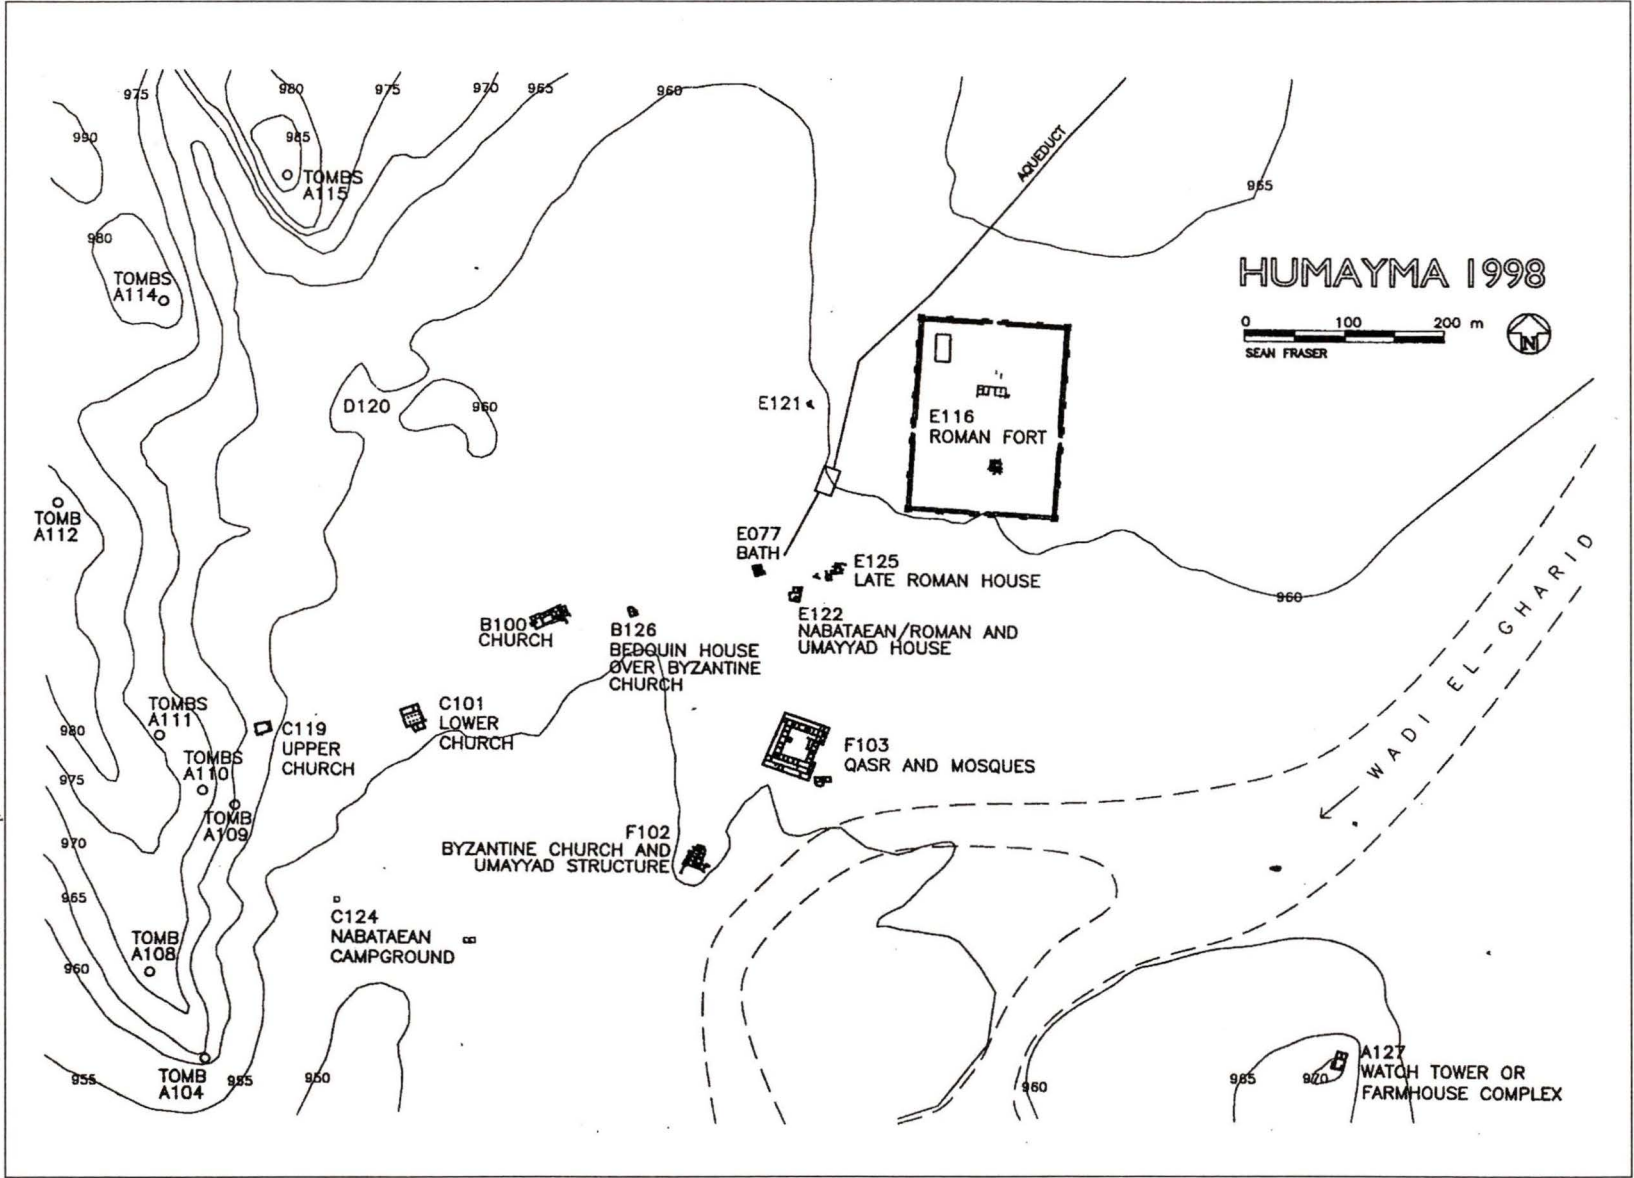 975
980
975
970
965
960
990
985
TOMBS
A115
AQUEDUCT
965
980
TOMBS
A114
HUMAYMA 1998
0 100 200 m
SEAN FRASER
N
D120
960
E121
E116
ROMAN FORT
TOMB
A112
E077
BATH
E125
LATE ROMAN HOUSE
960
WADI EL-GHARID
E122
NABATAEAN/ROMAN AND
UMAYYAD HOUSE
B100
CHURCH
B126
BEDOUIN HOUSE
OVER BYZANTINE
CHURCH
TOMBS
A111
980
C119
UPPER
CHURCH
C101
LOWER
CHURCH
F103
QASR AND MOSQUES
975
TOMBS
A110
TOMB
A109
970
F102
BYZANTINE CHURCH AND
UMAYYAD STRUCTURE
965
C124
NABATAEAN
CAMPGROUND
TOMB
A108
960
955
TOMB
A104
955
950
960
965
970
A127
WATCH TOWER OR
FARMHOUSE COMPLEX